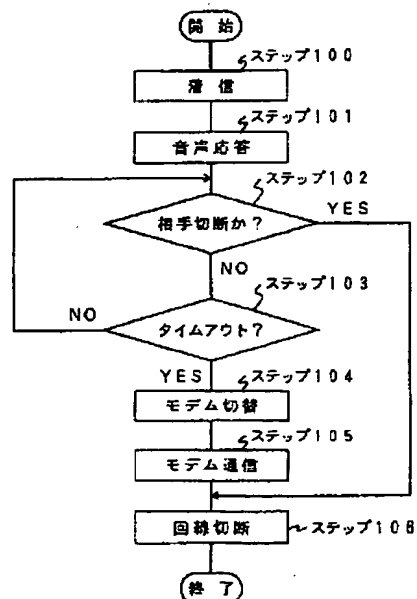 開始
ステップ100
着信
ステップ101
音声応答
ステップ102
相手切断か?
YES
NO
ステップ103
NO
タイムアウト?
YES
ステップ104
モデム切替
ステップ105
モデム通信
回線切断
ステップ106
終了